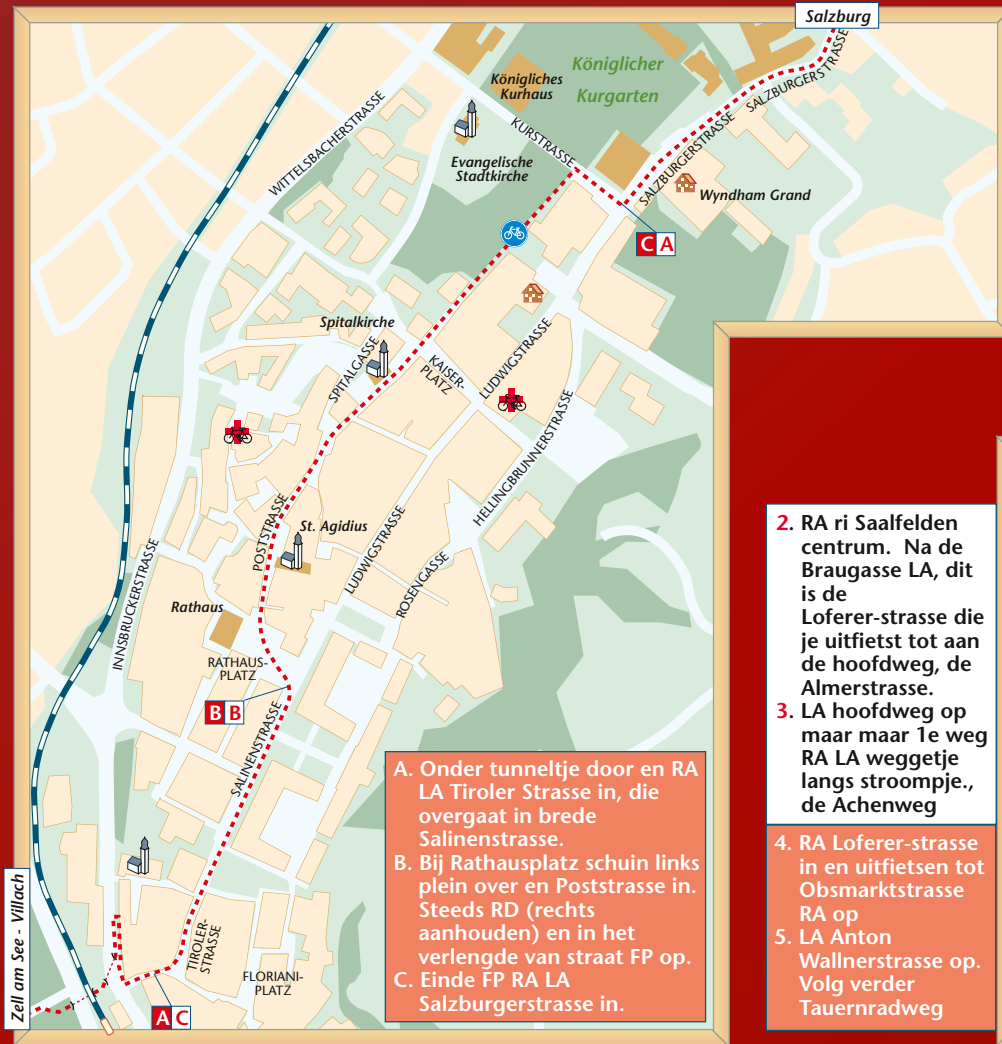 Salzburg
Königlicher
Kurgarten
Königliches
Kurhaus
SALZBURGERSTRASSE
WITTELSBACHERSTRASSE
KURSTRASSE
Evangelische
Stadtkirche
SALZBURGERSTRASSE
Wyndham Grand
C A
Spitalkirche
SPITALGASSE
KAISER-
PLATZ
LUDWIGSTRASSE
HELLINGBRUNNERSTRASSE
POSTSTRASSE
St. Agidius
LUDWIGSTRASSE
ROSENGASSE
INNSBRUCKERSTRASSE
Rathaus
RATHAUS-
PLATZ
B B
SALINENSTRASSE
Zell am See - Villach
TIROLER-
STRASSE
FLORIANI-
PLATZ
A C
A. Onder tunneltje door en RA
LA Tiroler Strasse in, die
overgaat in brede
Salinenstrasse.
B. Bij Rathausplatz schuin links
plein over en Poststrasse in.
Steeds RD (rechts
aanhouden) en in het
verlengde van straat FP op.
C. Einde FP RA LA
Salzburgerstrasse in.
2. RA ri Saalfelden
centrum. Na de
Braugasse LA, dit
is de
Loferer-strasse die
je uitfietst tot aan
de hoofdweg, de
Almerstrasse.
3. LA hoofdweg op
maar maar 1e weg
RA LA weggetje
langs stroompje.,
de Achenweg
4. RA Loferer-strasse
in en uitfietsen tot
Obsmarktstrasse
RA op
5. LA Anton
Wallnerstrasse op.
Volg verder
Tauernradweg